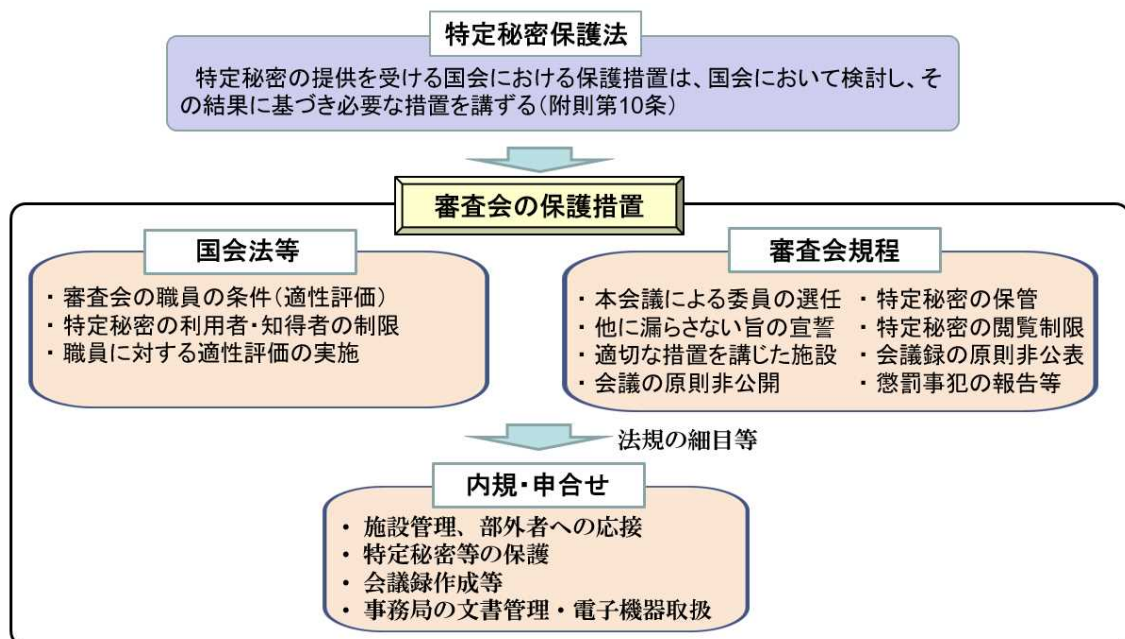 特定秘密保護法
特定秘密の提供を受ける国会における保護措置は、国会において検討し、そ
の結果に基づき必要な措置を講ずる(附則第10条)
審査会の保護措置
国会法等
・ 審査会の職員の条件(適性評価)
・ 特定秘密の利用者・知得者の制限
・ 職員に対する適性評価の実施
審査会規程
・ 本会議による委員の選任
・ 他に漏らさない旨の宣誓
・ 適切な措置を講じた施設
・ 会議の原則非公開
・ 特定秘密の保管
・ 特定秘密の閲覧制限
・ 会議録の原則非公表
・ 懲罰事犯の報告等
法規の細目等
内規・申合せ
・ 施設管理、部外者への応接
・ 特定秘密等の保護
・ 会議録作成等
・ 事務局の文書管理・電子機器取扱